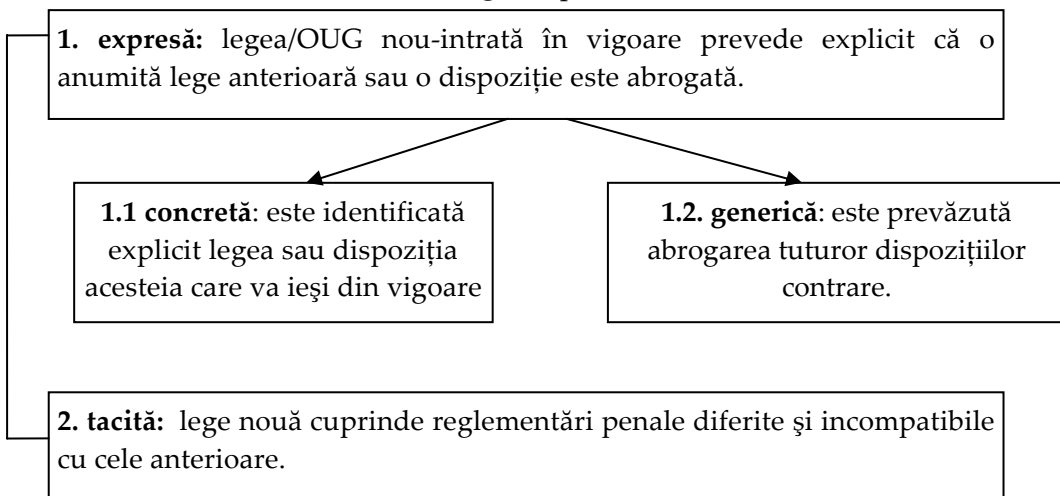 1. expresă: legea/OUG nou-intrată în vigoare prevede explicit că o
anumită lege anterioară sau o dispoziție este abrogată.
1.1 concretă: este identificată
explicit legea sau dispoziția
acesteia care va ieşi din vigoare
1.2. generică: este prevăzută
abrogarea tuturor dispozițiilor
contrare.
2. tacită: lege nouă cuprinde reglementări penale diferite şi incompatibile
cu cele anterioare.